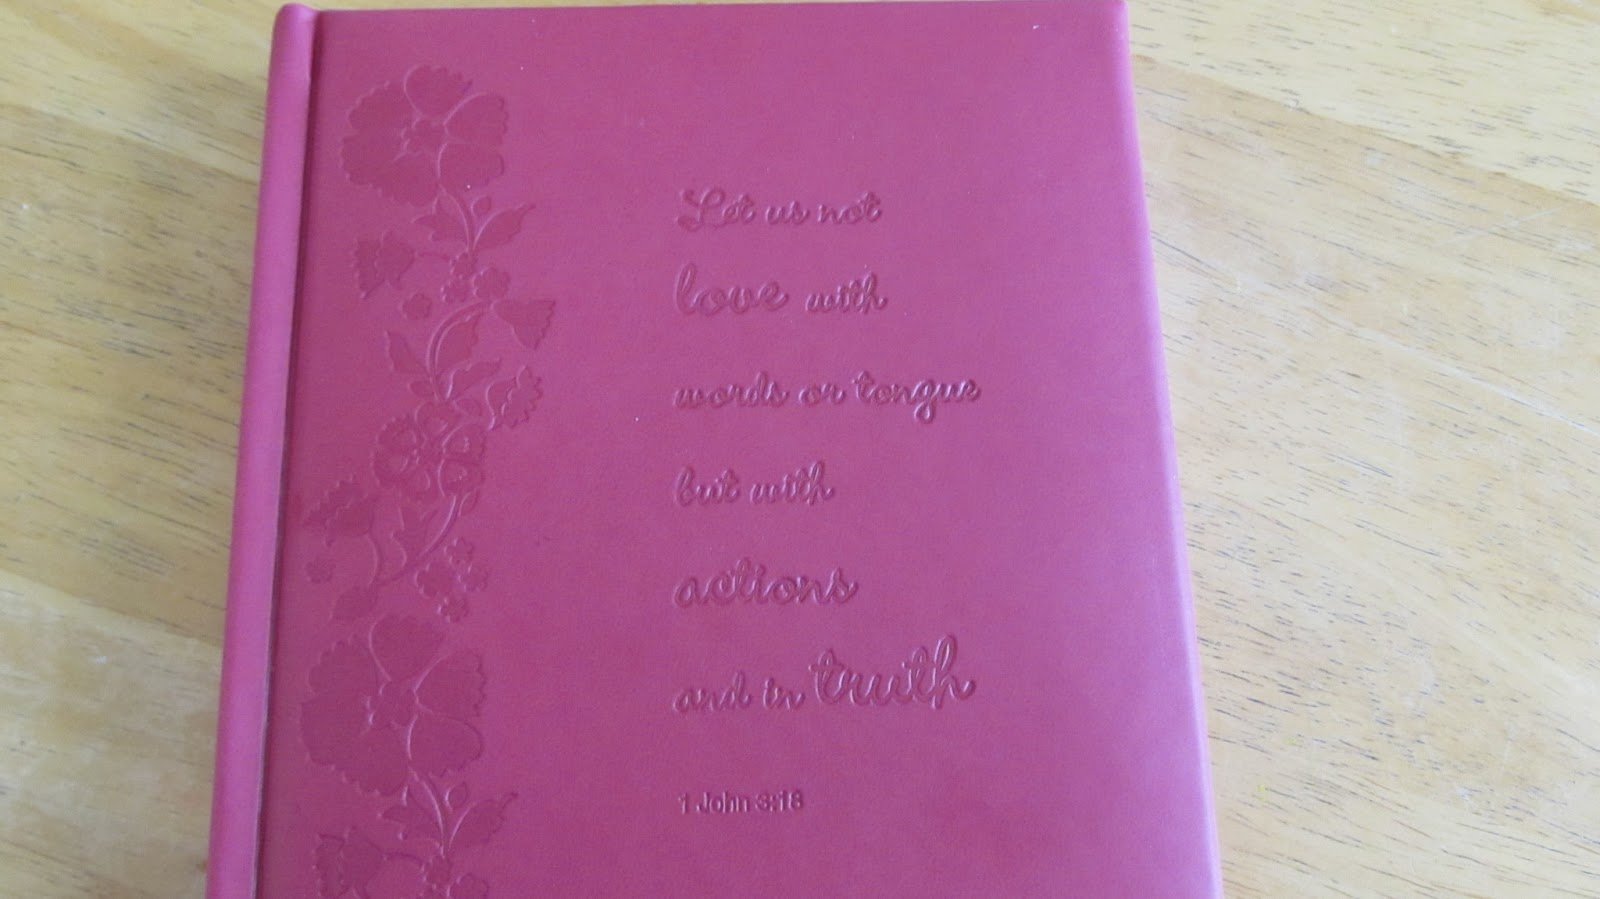 Let us not
love with
words or tongue
but with
actions
and in truth
1 John 3:18